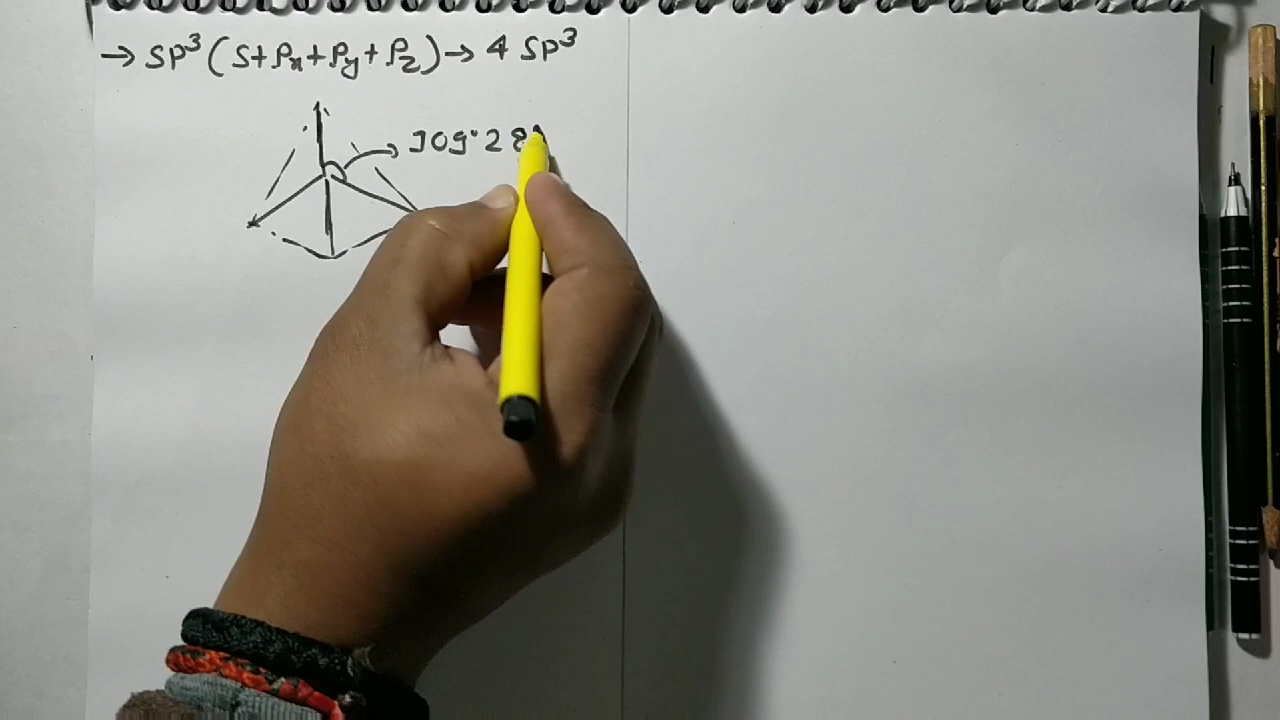 → SP³ (S+Px+Py+Pz) → 4 SP³
109°28'